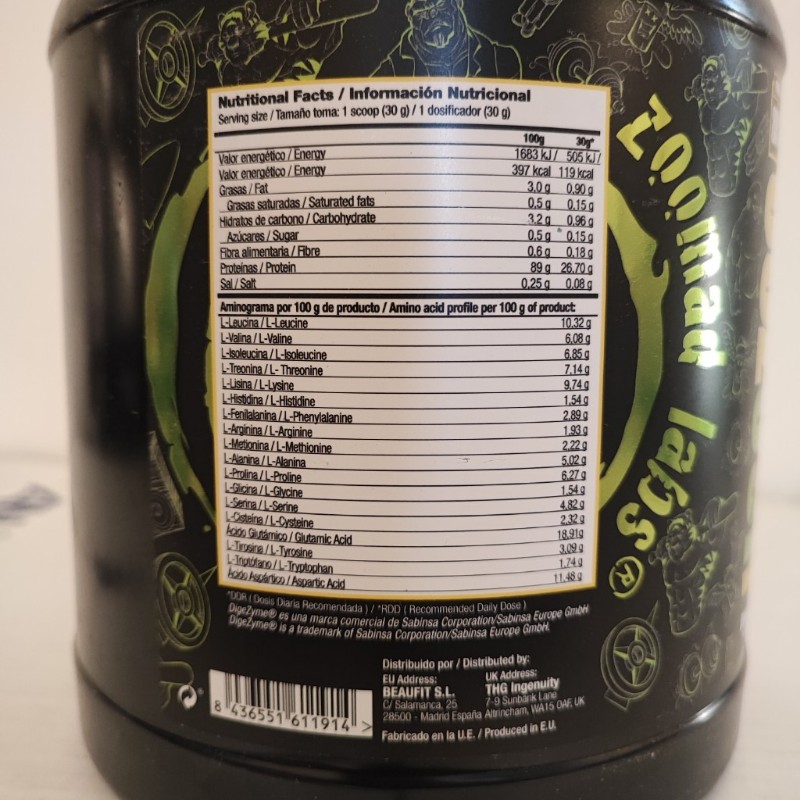 Nutritional Facts / Información Nutricional
Serving size / Tamaño toma: 1 scoop (30 g) / 1 dosificador (30 g)
100g 30g*
Valor energético / Energy 1683 kJ / 505 kJ /
Valor energético / Energy 397 kcal 119 kcal
Grasas / Fat 3,0 g 0,90 g
Grasas saturadas / Saturated fats 0,5 g 0,15 g
Hidratos de carbono / Carbohydrate 3,2 g 0,96 g
Azúcares / Sugar 0,5 g 0,15 g
Fibra alimentaria / Fibre 0,6 g 0,18 g
Proteínas / Protein 89 g 26,70 g
Sal / Salt 0,25 g 0,08 g
Aminograma por 100 g de producto / Amino acid profile per 100 g of product:
L-Leucina / L-Leucine 10,32 g
L-Valina / L-Valine 6,08 g
L-Isoleucina / L-Isoleucine 6,85 g
L-Treonina / L- Threonine 7,14 g
L-Lisina / L-Lysine 9,74 g
L-Histidina / L-Histidine 1,54 g
L-Fenilalanina / L-Phenylalanine 2,89 g
L-Arginina / L-Arginine 1,93 g
L-Metionina / L-Methionine 2,22 g
L-Alanina / L-Alanina 5,02 g
L-Prolina / L-Proline 6,27 g
L-Glicina / L-Glycine 1,54 g
L-Serina / L-Serine 4,82 g
L-Cisteína / L-Cysteine 2,32 g
Acido Glutámico / Glutamic Acid 18,91g
L-Tirosina / L-Tyrosine 3,09 g
L-Triptófano / L-Tryptophan 1,74 g
Acido Aspártico / Aspartic Acid 11,48 g
*DDR ( Dosis Diaria Recomendada ) / *RDD ( Recommended Daily Dose )
DigeZyme® es una marca comercial de Sabinsa Corporation/Sabinsa Europe GmbH
DigeZyme® is a trademark of Sabinsa Corporation/Sabinsa Europe GmbH.
Distribuido por / Distributed by:
EU Address:
BEAUFIT S.L.
C/ Salamanca, 25
28500 - Madrid España
UK Address:
THG Ingenuity
7-9 Sunbank Lane
Altrincham, WA15 0AF, UK
Fabricado en la U.E. / Produced in E.U.
8 436551 611914 >
zoomad labs®